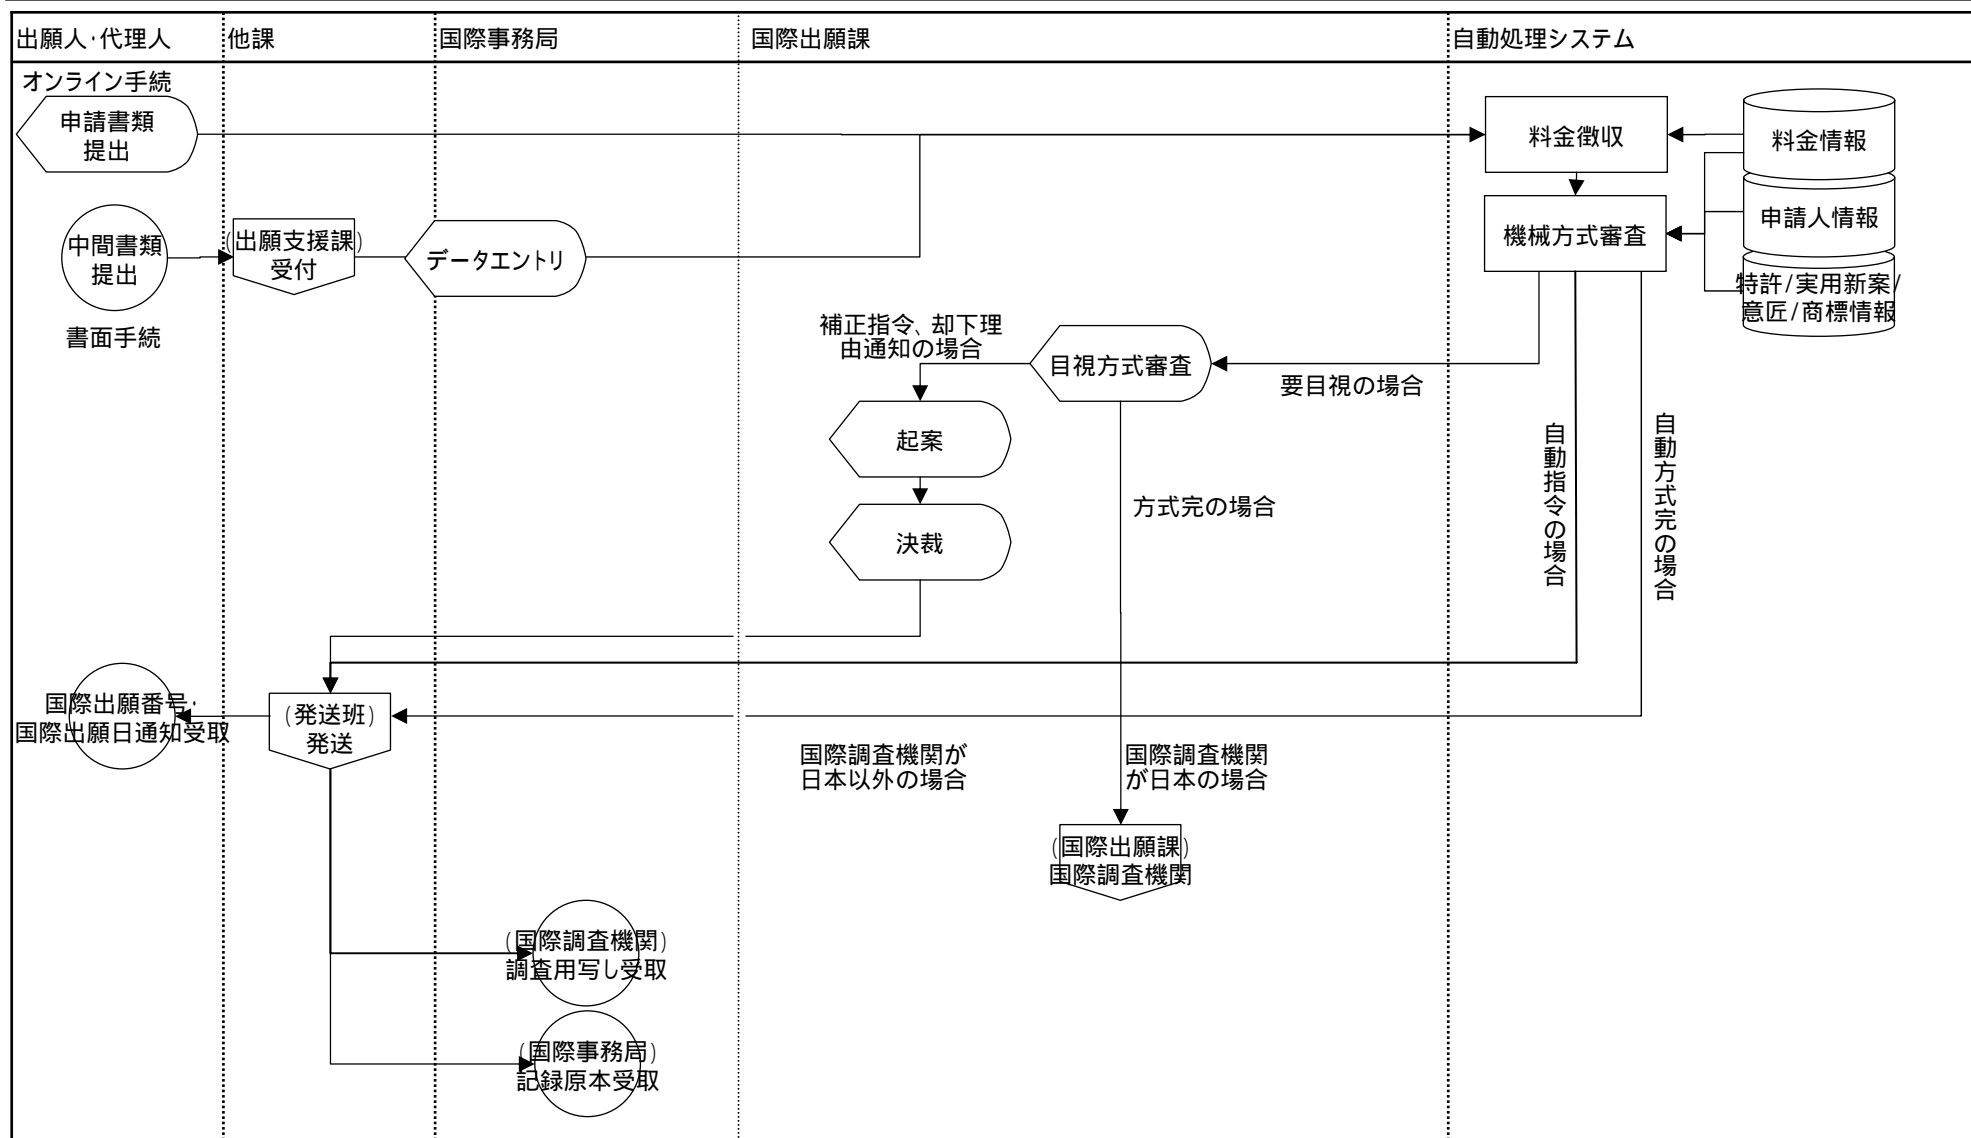 出願人・代理人
他課
国際事務局
国際出願課
自動処理システム
オンライン手続
申請書類
提出
料金徴収
料金情報
中間書類
提出
(出願支援課)
受付
データエントリ
機械方式審査
申請人情報
特許/実用新案/
意匠/商標情報
書面手続
補正指令、却下理
由通知の場合
目視方式審査
要目視の場合
起案
自動指令の場合
自動方式完の場合
方式完の場合
決裁
国際出願番号・
国際出願日通知受取
(発送班)
発送
国際調査機関が
日本以外の場合
国際調査機関
が日本の場合
(国際出願課)
国際調査機関
(国際調査機関)
調査用写し受取
(国際事務局)
記録原本受取